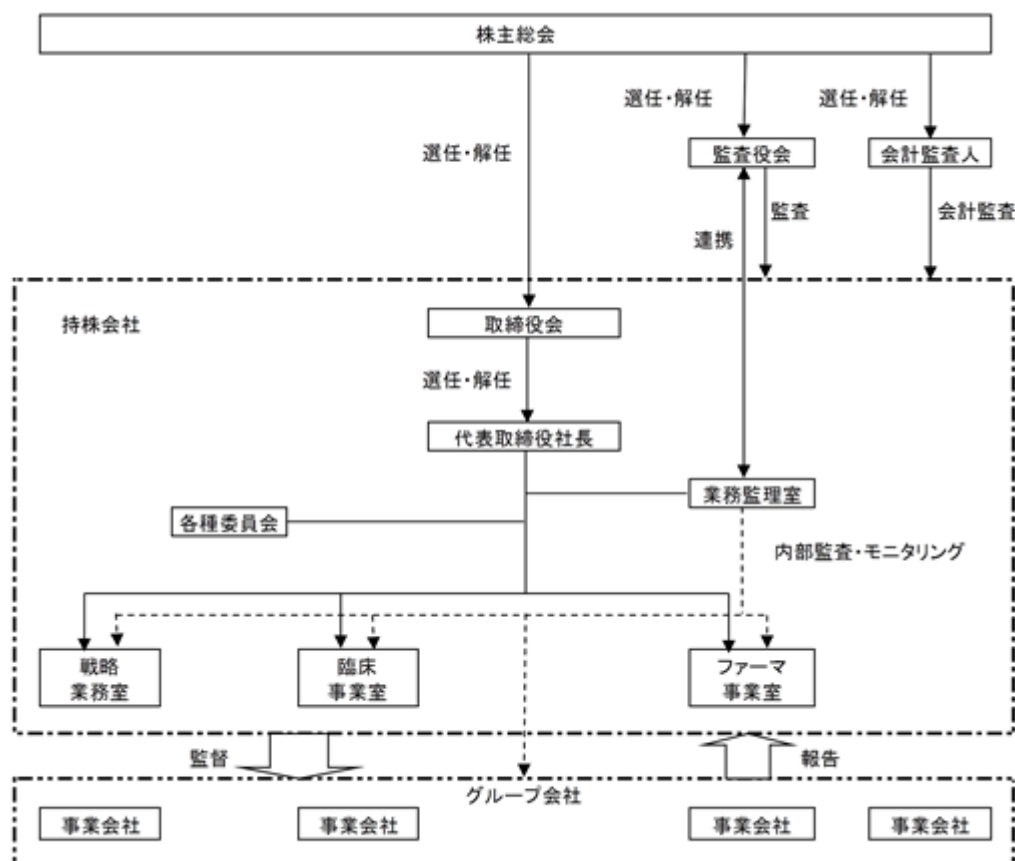 株主総会
選任・解任
選任・解任
選任・解任
監査役会
会計監査人
監査
会計監査
連携
持株会社
取締役会
選任・解任
代表取締役社長
業務監理室
各種委員会
内部監査・モニタリング
戦略
業務室
臨床
事業室
ファーマ
事業室
監督
報告
グループ会社
事業会社
事業会社
事業会社
事業会社